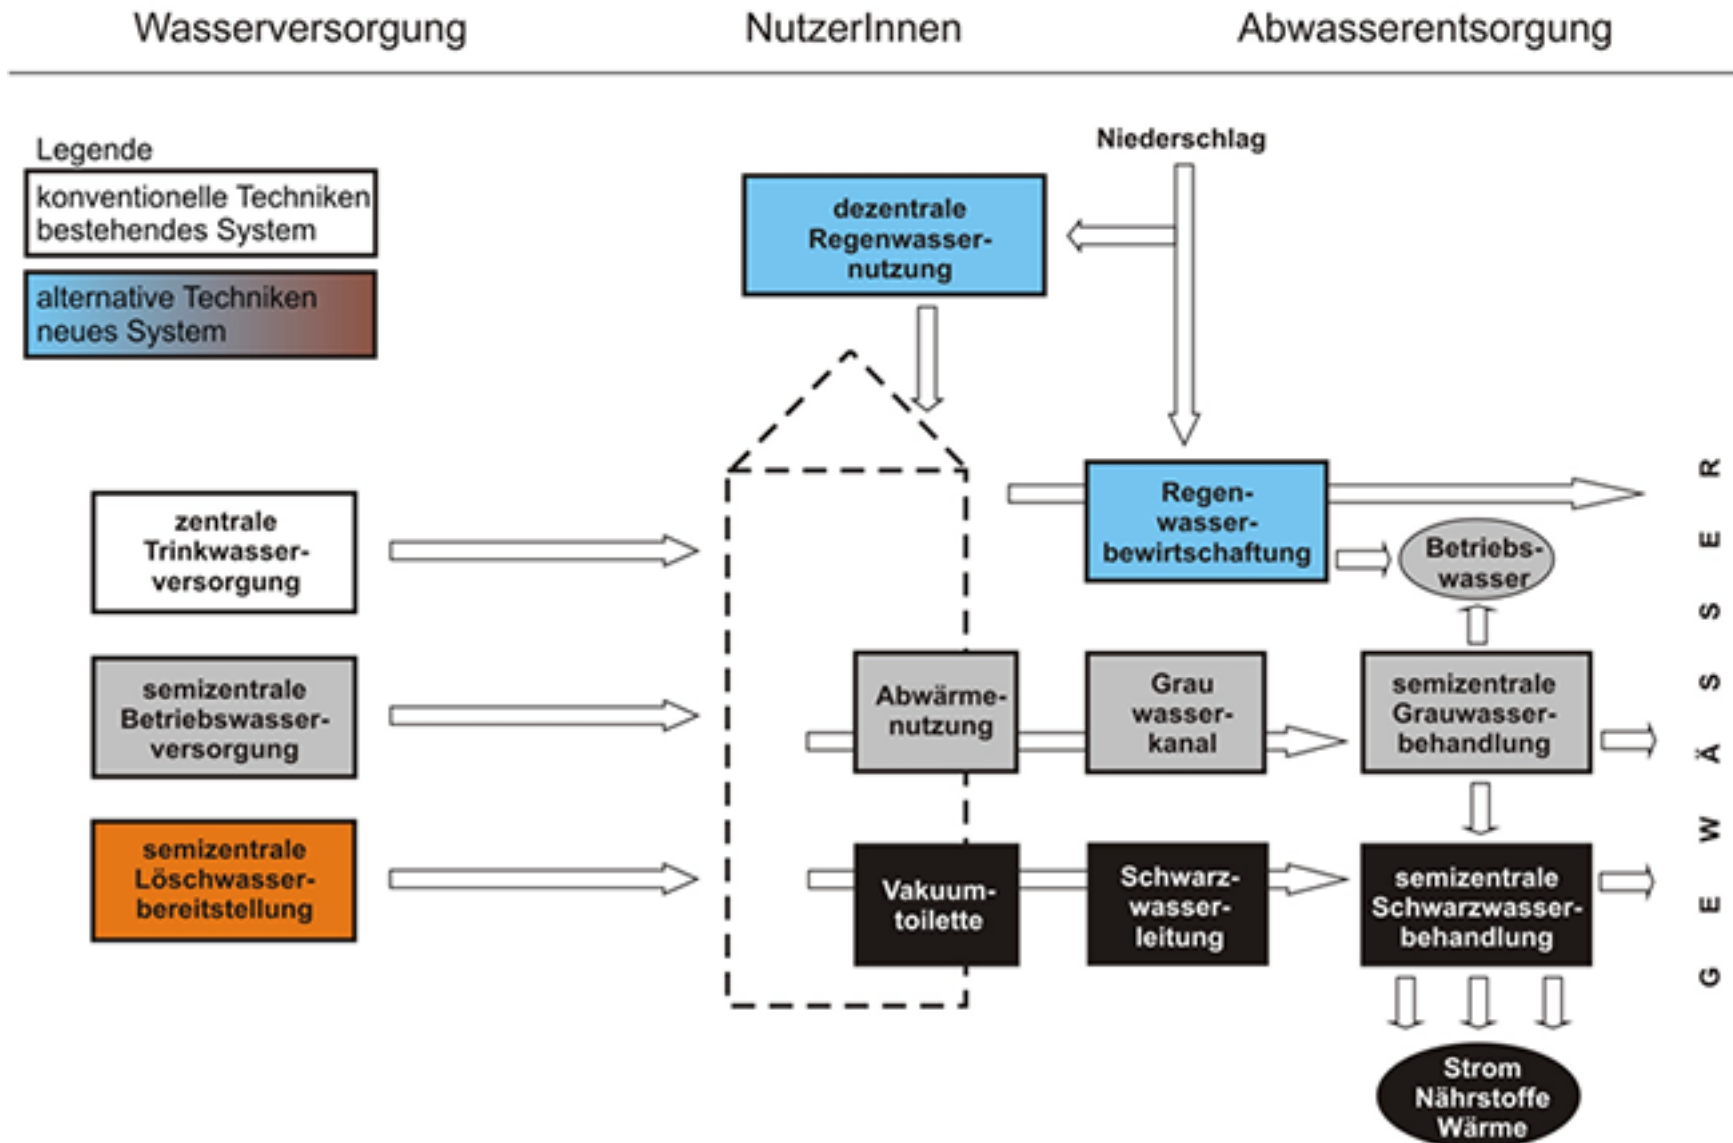 Wasserversorgung
NutzerInnen
Abwasserentsorgung
Legende
konventionelle Techniken
bestehendes System
alternative Techniken
neues System
Niederschlag
dezentrale
Regenwasser-
nutzung
zentrale
Trinkwasser-
versorgung
semizentrale
Betriebswasser-
versorgung
semizentrale
Löschwasser-
bereitstellung
Regen-
wasser-
bewirtschaftung
Betriebs-
wasser
Abwärme-
nutzung
Grau
wasser-
kanal
semizentrale
Grauwasser-
behandlung
Vakuum-
toilette
Schwarz-
wasser-
leitung
semizentrale
Schwarzwasser-
behandlung
Strom
Nährstoffe
Wärme
GEWÄSSER